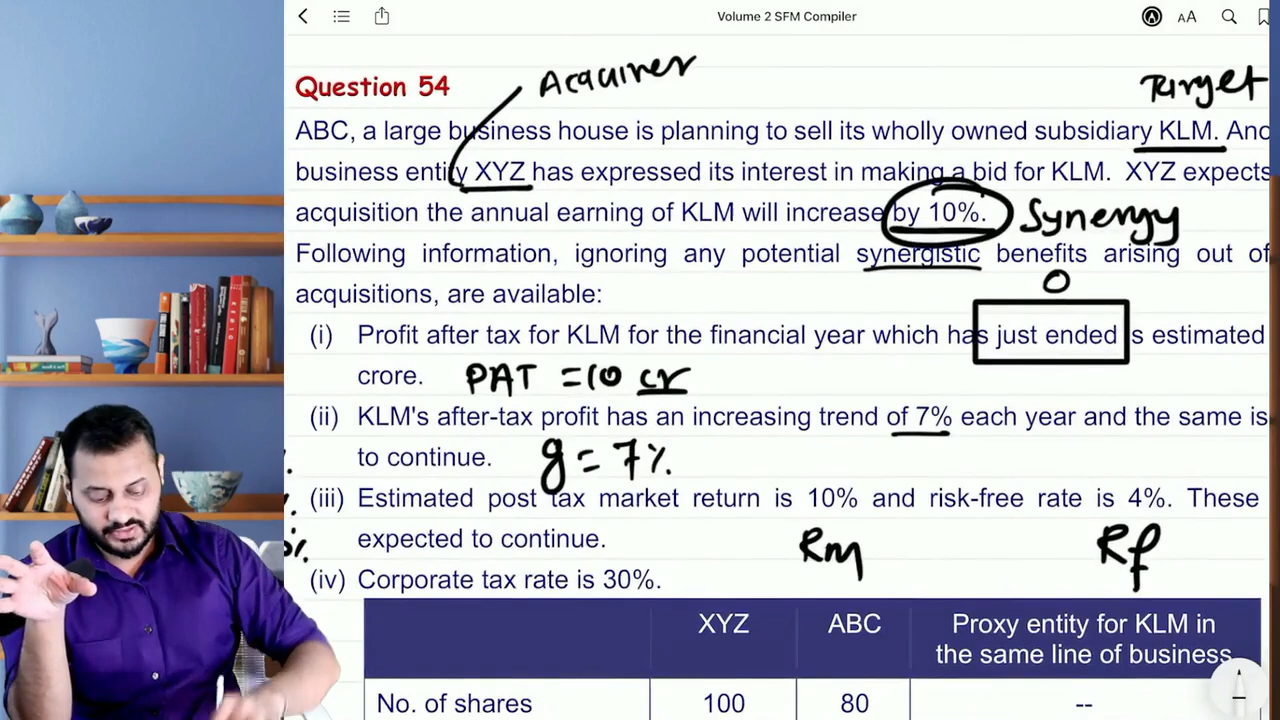 Volume 2 SFM Compiler
AA
Question 54
Acquirer
Target
ABC, a large business house is planning to sell its wholly owned subsidiary KLM.
business entity XYZ has expressed its interest in making a bid for KLM. XYZ expects
acquisition the annual earning of KLM will increase by 10%.
Synergy
Following information, ignoring any potential synergistic benefits arising out of
acquisitions, are available:
0
(i) Profit after tax for KLM for the financial year which has just ended is estimated
crore. PAT = 10 cr
(ii) KLM's after-tax profit has an increasing trend of 7% each year and the same is
to continue. g = 7%.
(iii) Estimated post tax market return is 10% and risk-free rate is 4%. These
expected to continue. Rm Rf
(iv) Corporate tax rate is 30%.
XYZ ABC Proxy entity for KLM in
the same line of business
No. of shares 100 80 --